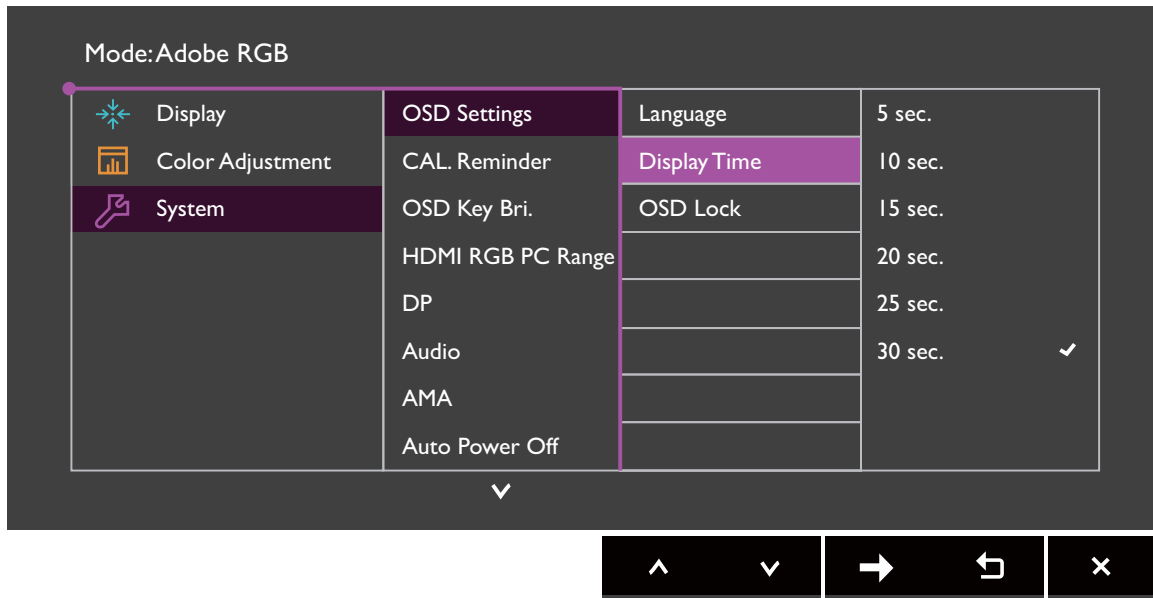 Mode: Adobe RGB
Display
Color Adjustment
System
OSD Settings
CAL. Reminder
OSD Key Bri.
HDMI RGB PC Range
DP
Audio
AMA
Auto Power Off
Language
Display Time
OSD Lock
5 sec.
10 sec.
15 sec.
20 sec.
25 sec.
30 sec.